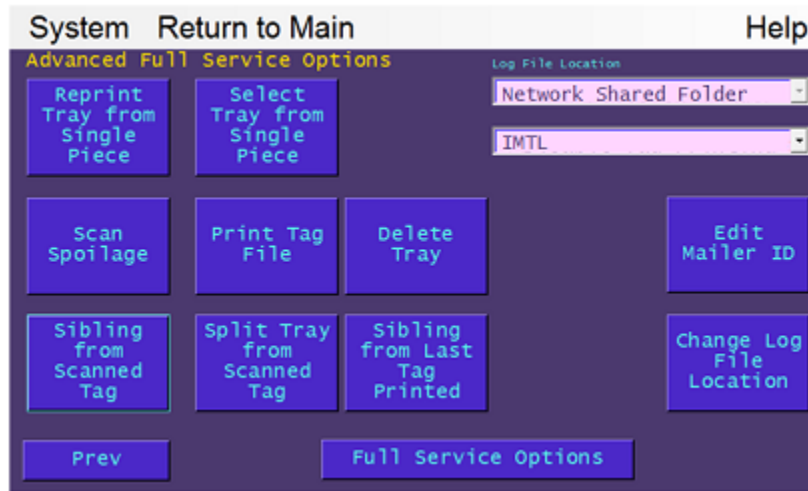 System Return to Main Help
Advanced Full Service Options
Log File Location
Reprint
Tray from
Single
Piece
Select
Tray from
Single
Piece
Network Shared Folder
IMTL
Scan
Spoilage
Print Tag
File
Delete
Tray
Edit
Mailer ID
Sibling
from
Scanned
Tag
Split Tray
from
Scanned
Tag
Sibling
from Last
Tag
Printed
Change Log
File
Location
Prev
Full Service Options